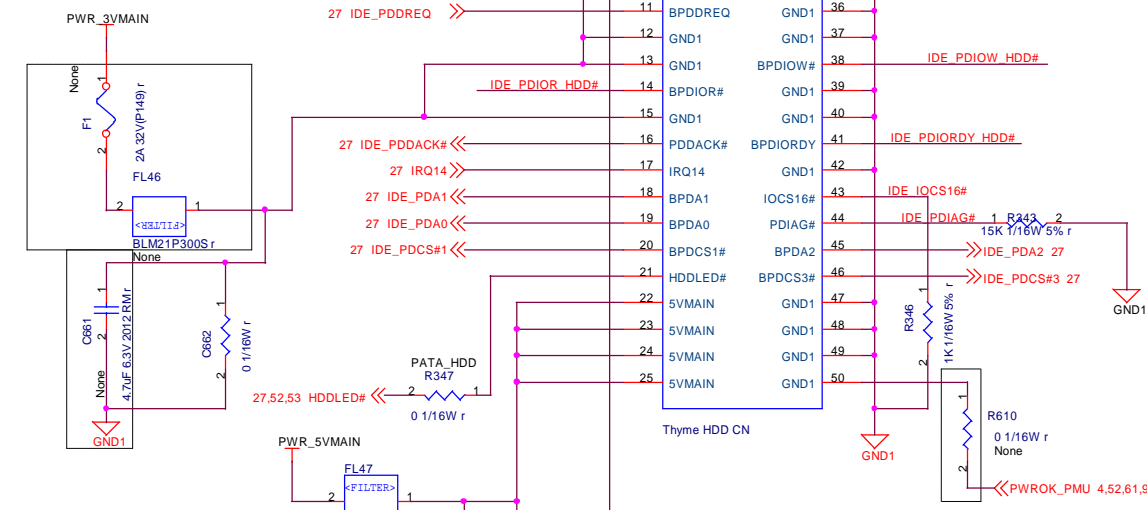 PWR_3VMAIN
None
1
F1
2
2A 32V(P149) r
FL46
2
<FILTER>
1
BLM21P300S r
None
1
C661
2
None
4.7uF 6.3V 2012 RM r
GND1
1
C662
2
0 1/16W r
27 IDE_PDDREQ
IDE_PDIOR_HDD#
27 IDE_PDDACK#
27 IRQ14
27 IDE_PDA1
27 IDE_PDA0
27 IDE_PDCS#1
PATA_HDD
R347
2
1
27,52,53 HDDLED#
0 1/16W r
PWR_5VMAIN
FL47
2
<FILTER>
1
11 BPDDREQ
12 GND1
13 GND1
14 BPDIOR#
15 GND1
16 PDDACK#
17 IRQ14
18 BPDA1
19 BPDA0
20 BPDCS1#
21 HDDLED#
22 5VMAIN
23 5VMAIN
24 5VMAIN
25 5VMAIN
GND1 36
GND1 37
BPDIOW# 38
GND1 39
GND1 40
BPDIORDY 41
GND1 42
IOCS16# 43
PDIAG# 44
BPDA2 45
BPDCS3# 46
GND1 47
GND1 48
GND1 49
GND1 50
Thyme HDD CN
IDE_PDIOW_HDD#
IDE_PDIORDY_HDD#
IDE_IOCS16#
IDE_PDIAG# 1 R343 2
15K 1/16W 5% r
IDE_PDA2 27
IDE_PDCS#3 27
GND1
1
R346
2
1K 1/16W 5% r
GND1
1
R610
0 1/16W r
None
2
PWROK_PMU 4,52,61,9